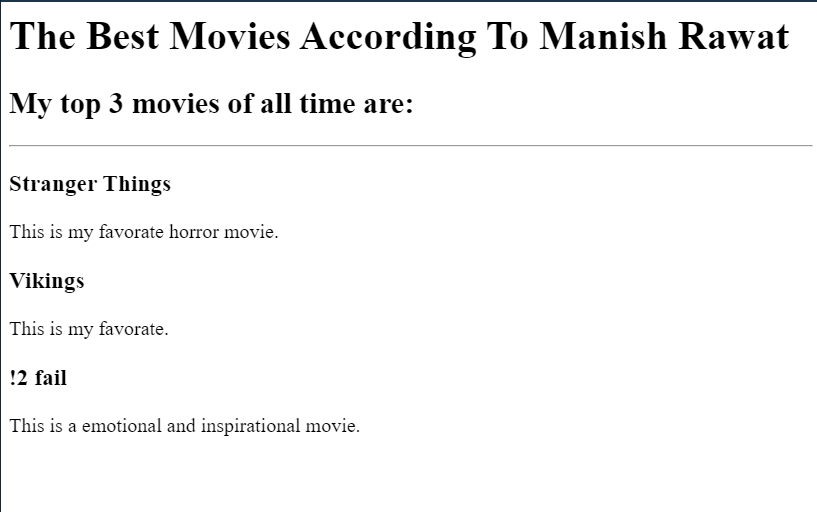 The Best Movies According To Manish Rawat
My top 3 movies of all time are:
Stranger Things
This is my favorate horror movie.
Vikings
This is my favorate.
!2 fail
This is a emotional and inspirational movie.